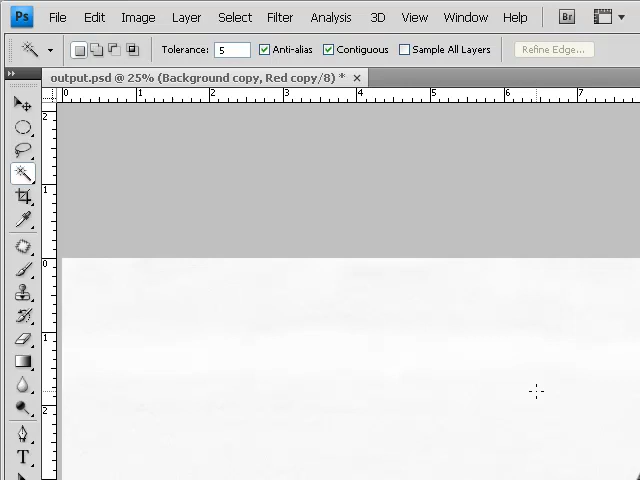 Ps File Edit Image Layer Select Filter Analysis 3D View Window Help Br
Tolerance: 5 Anti-alias Contiguous Sample All Layers Refine Edge...
output.psd @ 25% (Background copy, Red copy/8) * ×
0 1 2 3 4 5 6 7
2
1
0
1
2
T